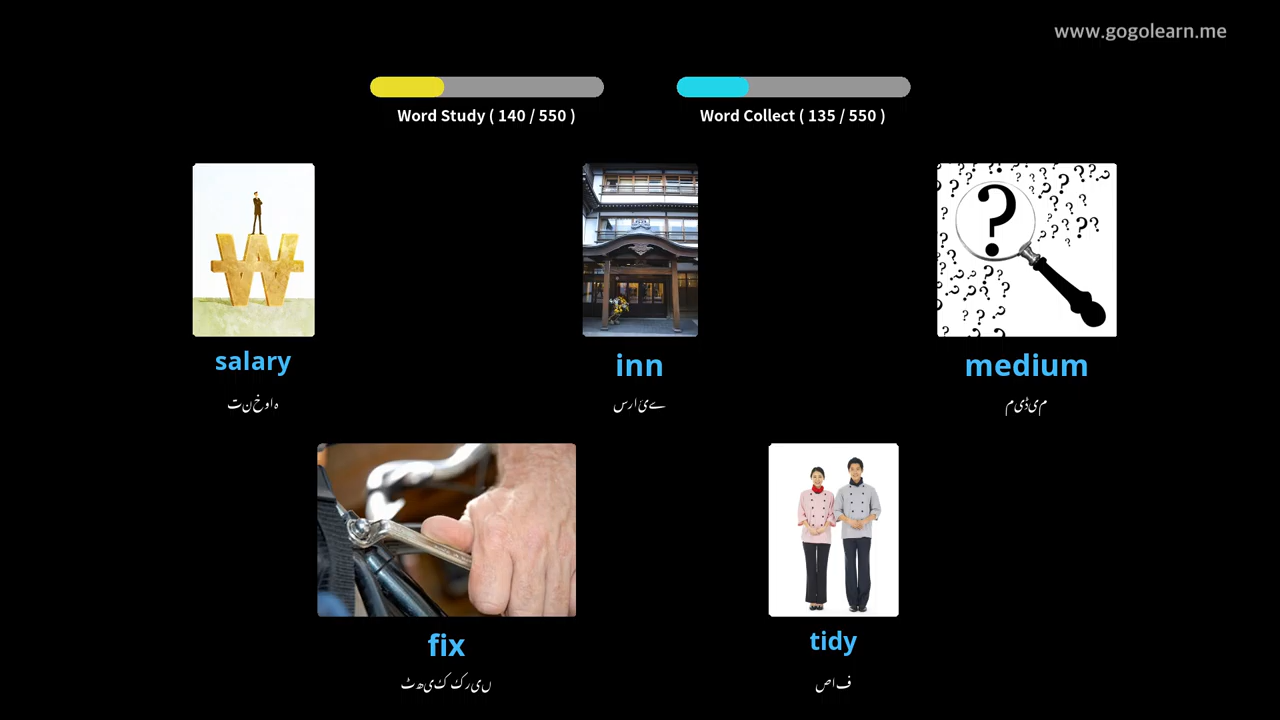 www.gogolearn.me
Word Study ( 140 / 550 )
Word Collect ( 135 / 550 )
salary
تنخواہ
inn
سرائے
medium
میڈیم
fix
ٹھیک کریں
tidy
صاف